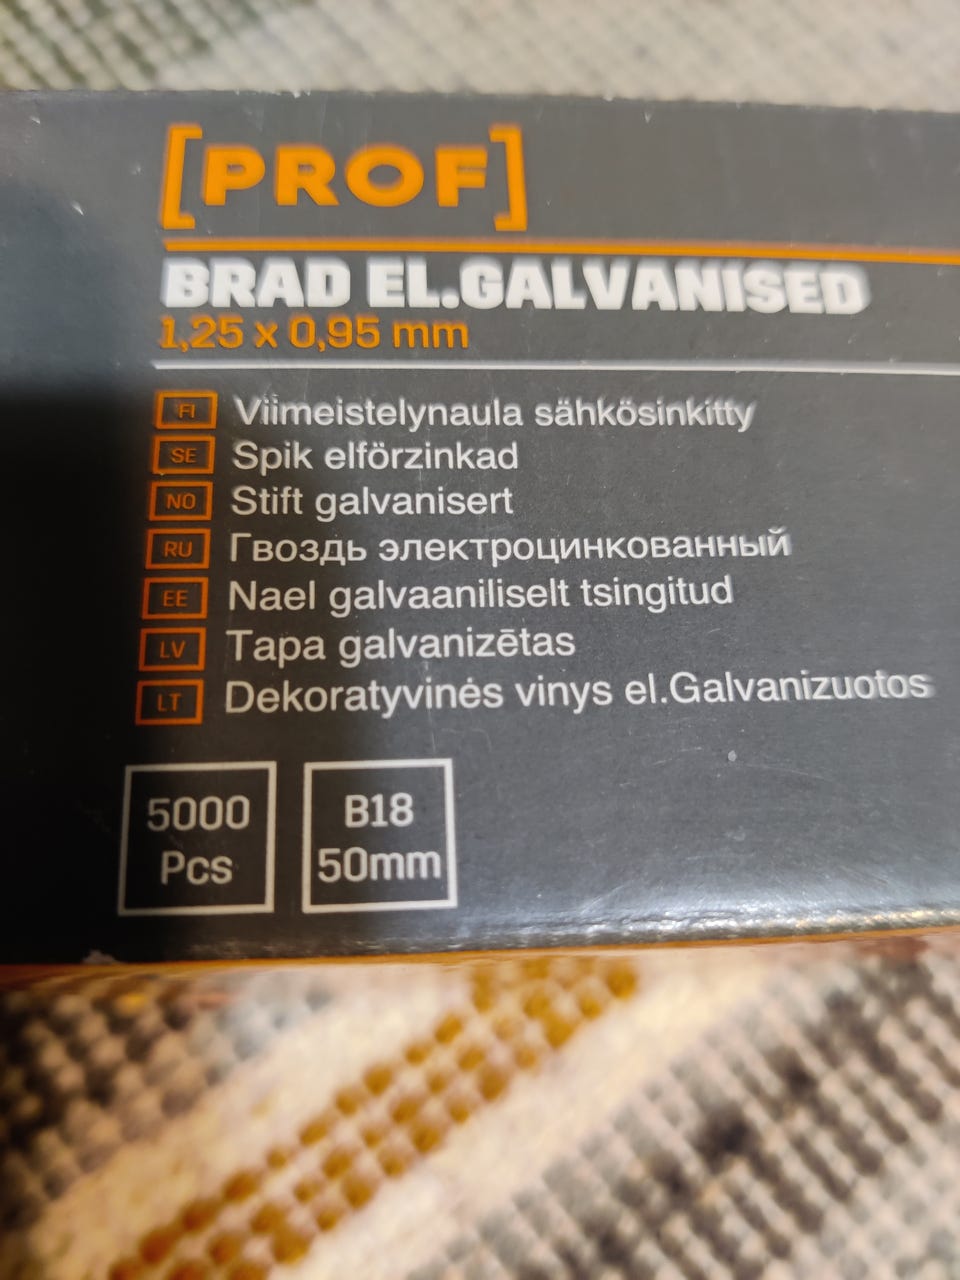 [PROF]
BRAD EL.GALVANISED
1,25 x 0,95 mm
FI Viimeistelynaula sähkösinkitty
SE Spik elförzinkad
NO Stift galvanisert
RU Гвоздь электроцинкованный
EE Nael galvaaniliselt tsingitud
LV Tapa galvanizētas
LT Dekoratyvinės vinys el.Galvanizuotos
5000
Pcs
B18
50mm